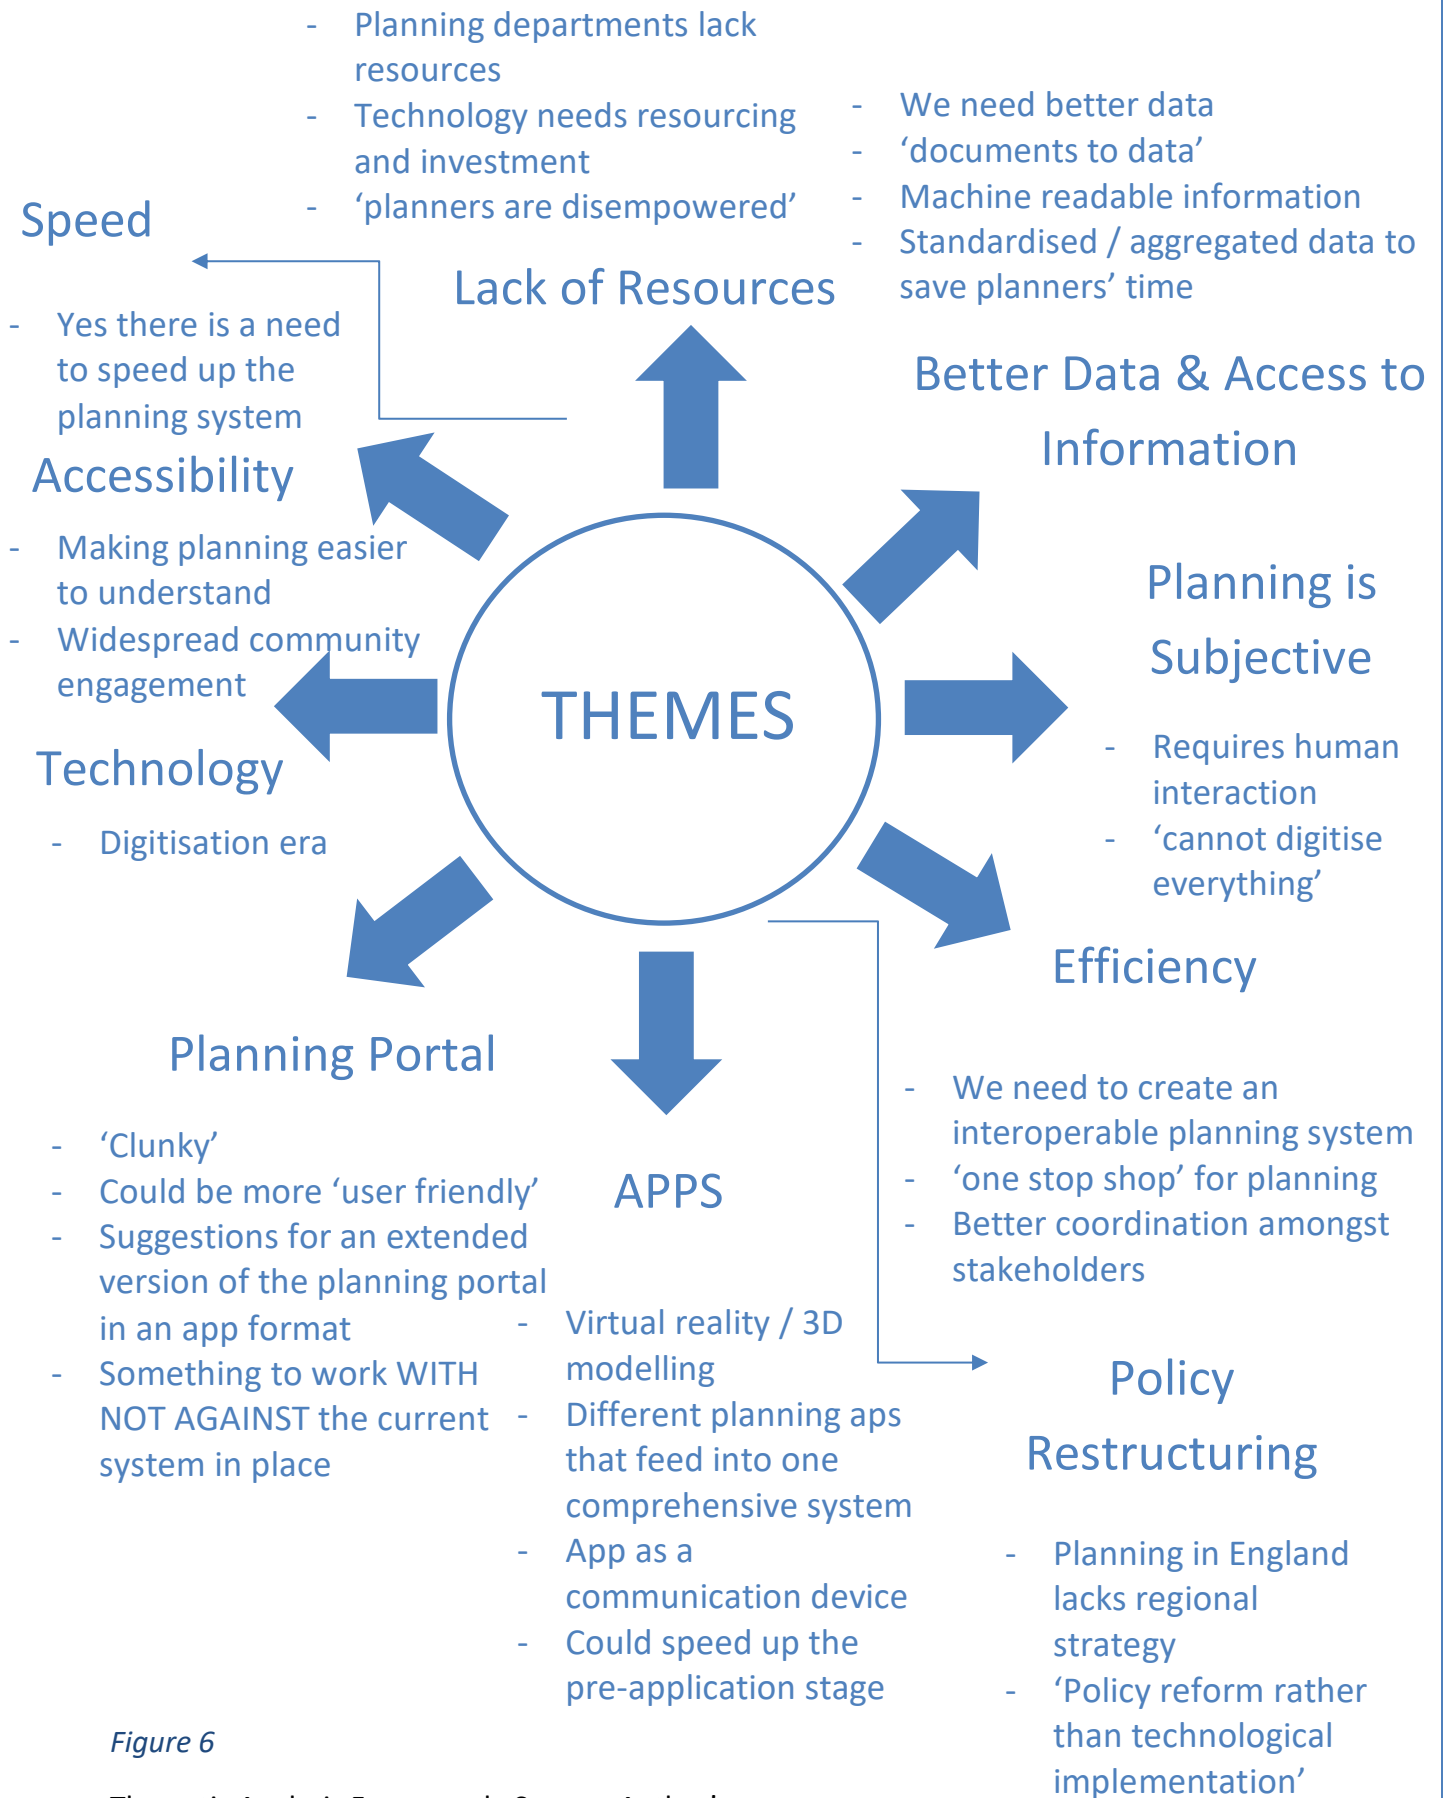 - Planning departments lack
resources
- Technology needs resourcing
and investment
- ‘planners are disempowered’
Lack of Resources
- We need better data
- ‘documents to data’
- Machine readable information
- Standardised / aggregated data to
save planners’ time
Better Data & Access to
Information
Speed
- Yes there is a need
to speed up the
planning system
Accessibility
- Making planning easier
to understand
- Widespread community
engagement
Technology
- Digitisation era
THEMES
Planning is
Subjective
- Requires human
interaction
- ‘cannot digitise
everything’
Efficiency
- We need to create an
interoperable planning system
- ‘one stop shop’ for planning
- Better coordination amongst
stakeholders
Planning Portal
- ‘Clunky’
- Could be more ‘user friendly’
- Suggestions for an extended
version of the planning portal
in an app format
- Something to work WITH
NOT AGAINST the current
system in place
APPS
- Virtual reality / 3D
modelling
- Different planning aps
that feed into one
comprehensive system
- App as a
communication device
- Could speed up the
pre-application stage
Policy
Restructuring
- Planning in England
lacks regional
strategy
- ‘Policy reform rather
than technological
implementation’
Figure 6